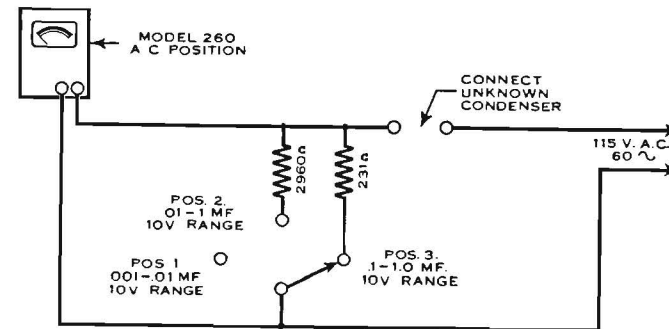 MODEL 260
A C POSITION
CONNECT
UNKNOWN
CONDENSER
115 V. A.C.
60 ~
2960Ω
231Ω
POS. 2.
.01-1 MF
10V RANGE
POS 1
.001-.01 MF
10V RANGE
POS. 3.
.1-1.0 MF.
10V RANGE